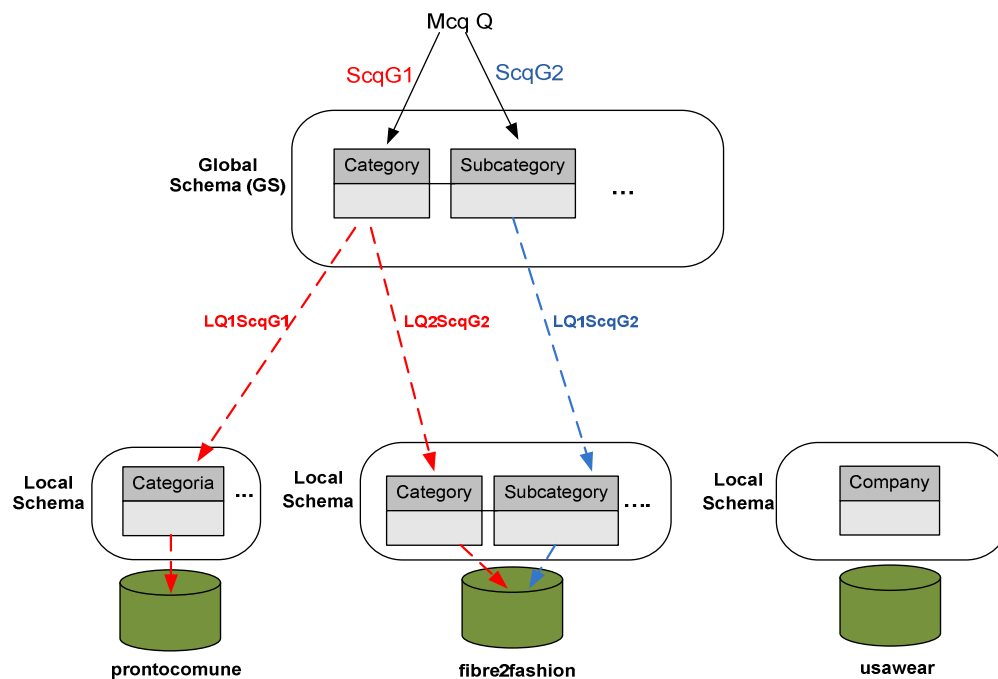 Mcq Q
ScqG1
ScqG2
Global
Schema (GS)
Category
Subcategory
...
LQ1ScqG1
LQ2ScqG2
LQ1ScqG2
Local
Schema
Categoria
...
Local
Schema
Category
Subcategory
....
Local
Schema
Company
prontocomune
fibre2fashion
usawear